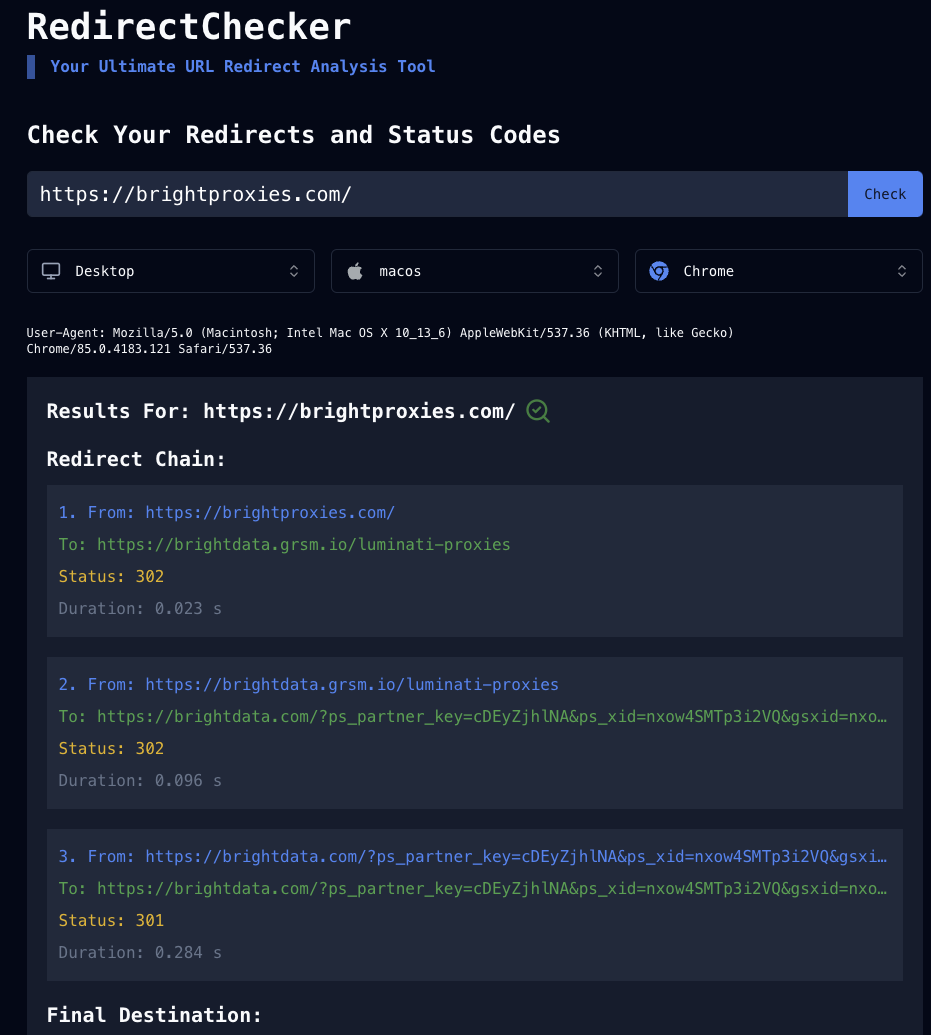 RedirectChecker
Your Ultimate URL Redirect Analysis Tool
Check Your Redirects and Status Codes
https://brightproxies.com/
Check
Desktop
macos
Chrome
User-Agent: Mozilla/5.0 (Macintosh; Intel Mac OS X 10_13_6) AppleWebKit/537.36 (KHTML, like Gecko)
Chrome/85.0.4183.121 Safari/537.36
Results For: https://brightproxies.com/
Redirect Chain:
1. From: https://brightproxies.com/
To: https://brightdata.grsm.io/luminati-proxies
Status: 302
Duration: 0.023 s
2. From: https://brightdata.grsm.io/luminati-proxies
To: https://brightdata.com/?ps_partner_key=cDEyZjhlNA&ps_xid=nxow4SMTp3i2VQ&gsxid=nxo…
Status: 302
Duration: 0.096 s
3. From: https://brightdata.com/?ps_partner_key=cDEyZjhlNA&ps_xid=nxow4SMTp3i2VQ&gsxi…
To: https://brightdata.com/?ps_partner_key=cDEyZjhlNA&ps_xid=nxow4SMTp3i2VQ&gsxid=nxo…
Status: 301
Duration: 0.284 s
Final Destination: